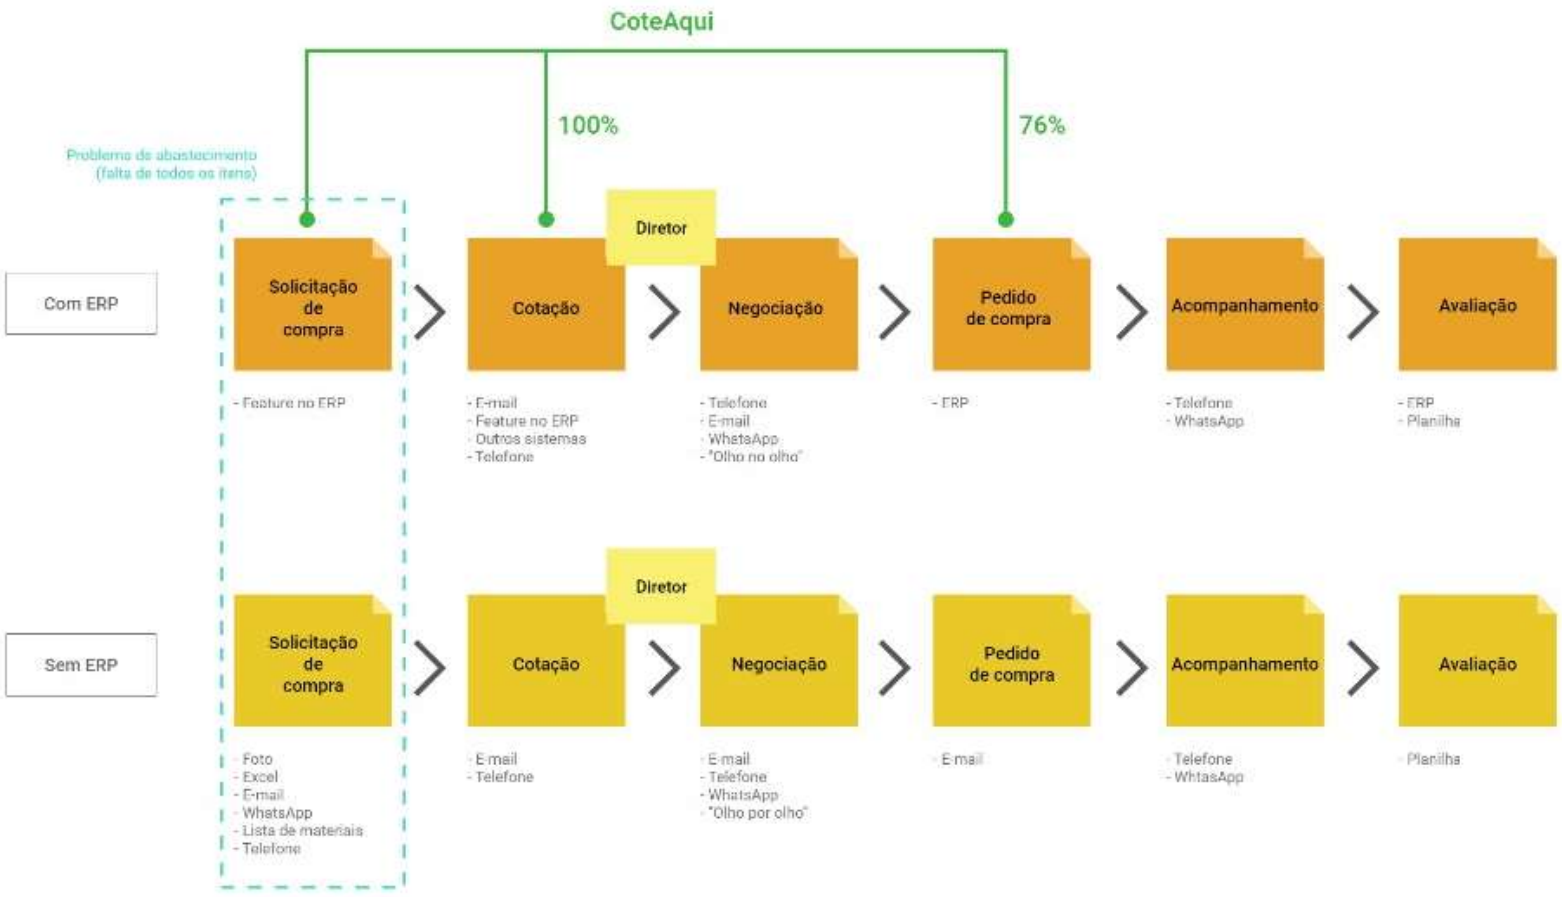 CoteAqui
100%
76%
Problema de abastecimento
(falta de todos os itens)
Diretor
Com ERP
Solicitação
de
compra
Cotação
Negociação
Pedido
de compra
Acompanhamento
Avaliação
- Feature no ERP
- E-mail
- Feature no ERP
- Outros sistemas
- Telefone
- Telefone
- E-mail
- WhatsApp
- "Olho no olho"
- ERP
- Telefone
- WhatsApp
- ERP
- Planilha
Diretor
Sem ERP
Solicitação
de
compra
Cotação
Negociação
Pedido
de compra
Acompanhamento
Avaliação
- Foto
- Excel
- E-mail
- WhatsApp
- Lista de materiais
- Telefone
- E-mail
- Telefone
- E-mail
- Telefone
- WhatsApp
- "Olho por olho"
- E-mail
- Telefone
- WhtasApp
- Planilha